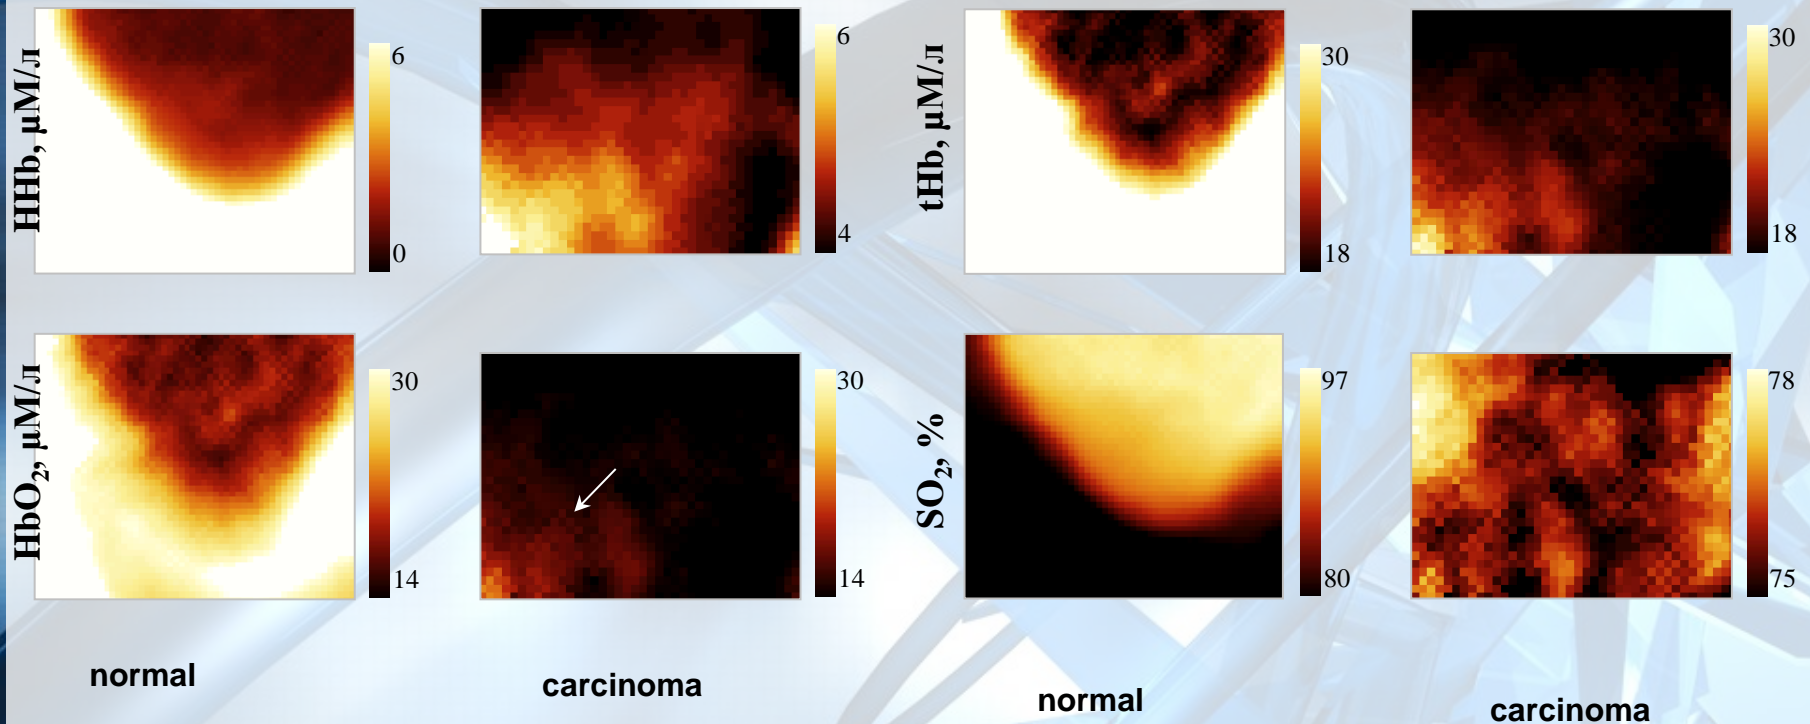 HHb, μM/л
6
0
6
4
tHb, μM/л
30
18
30
18
HbO2, μM/л
30
14
30
14
SO2, %
97
80
78
75
normal
carcinoma
normal
carcinoma